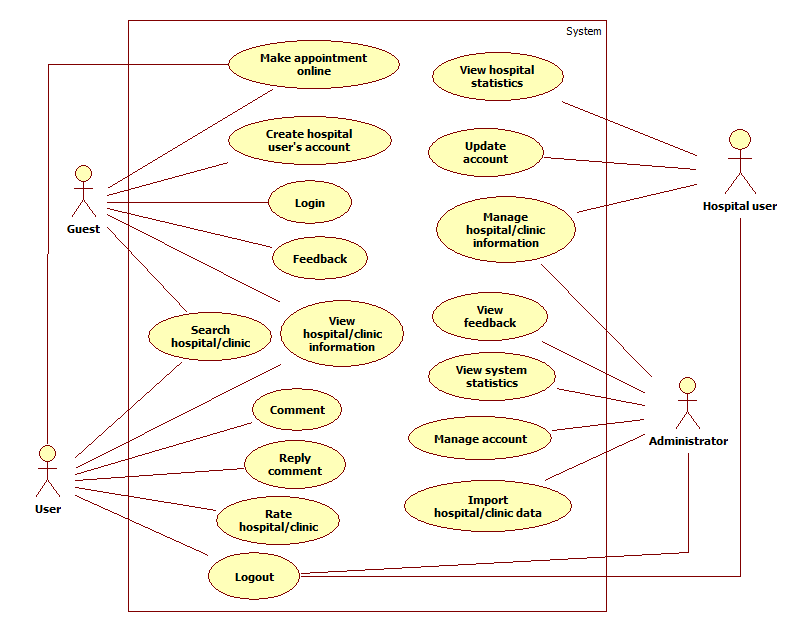 System
Make appointment
online
View hospital
statistics
Create hospital
user's account
Update
account
Login
Manage
hospital/clinic
information
Feedback
Guest
Hospital user
Search
hospital/clinic
View
hospital/clinic
information
View
feedback
View system
statistics
Comment
Manage account
Administrator
Reply
comment
Rate
hospital/clinic
Import
hospital/clinic data
User
Logout